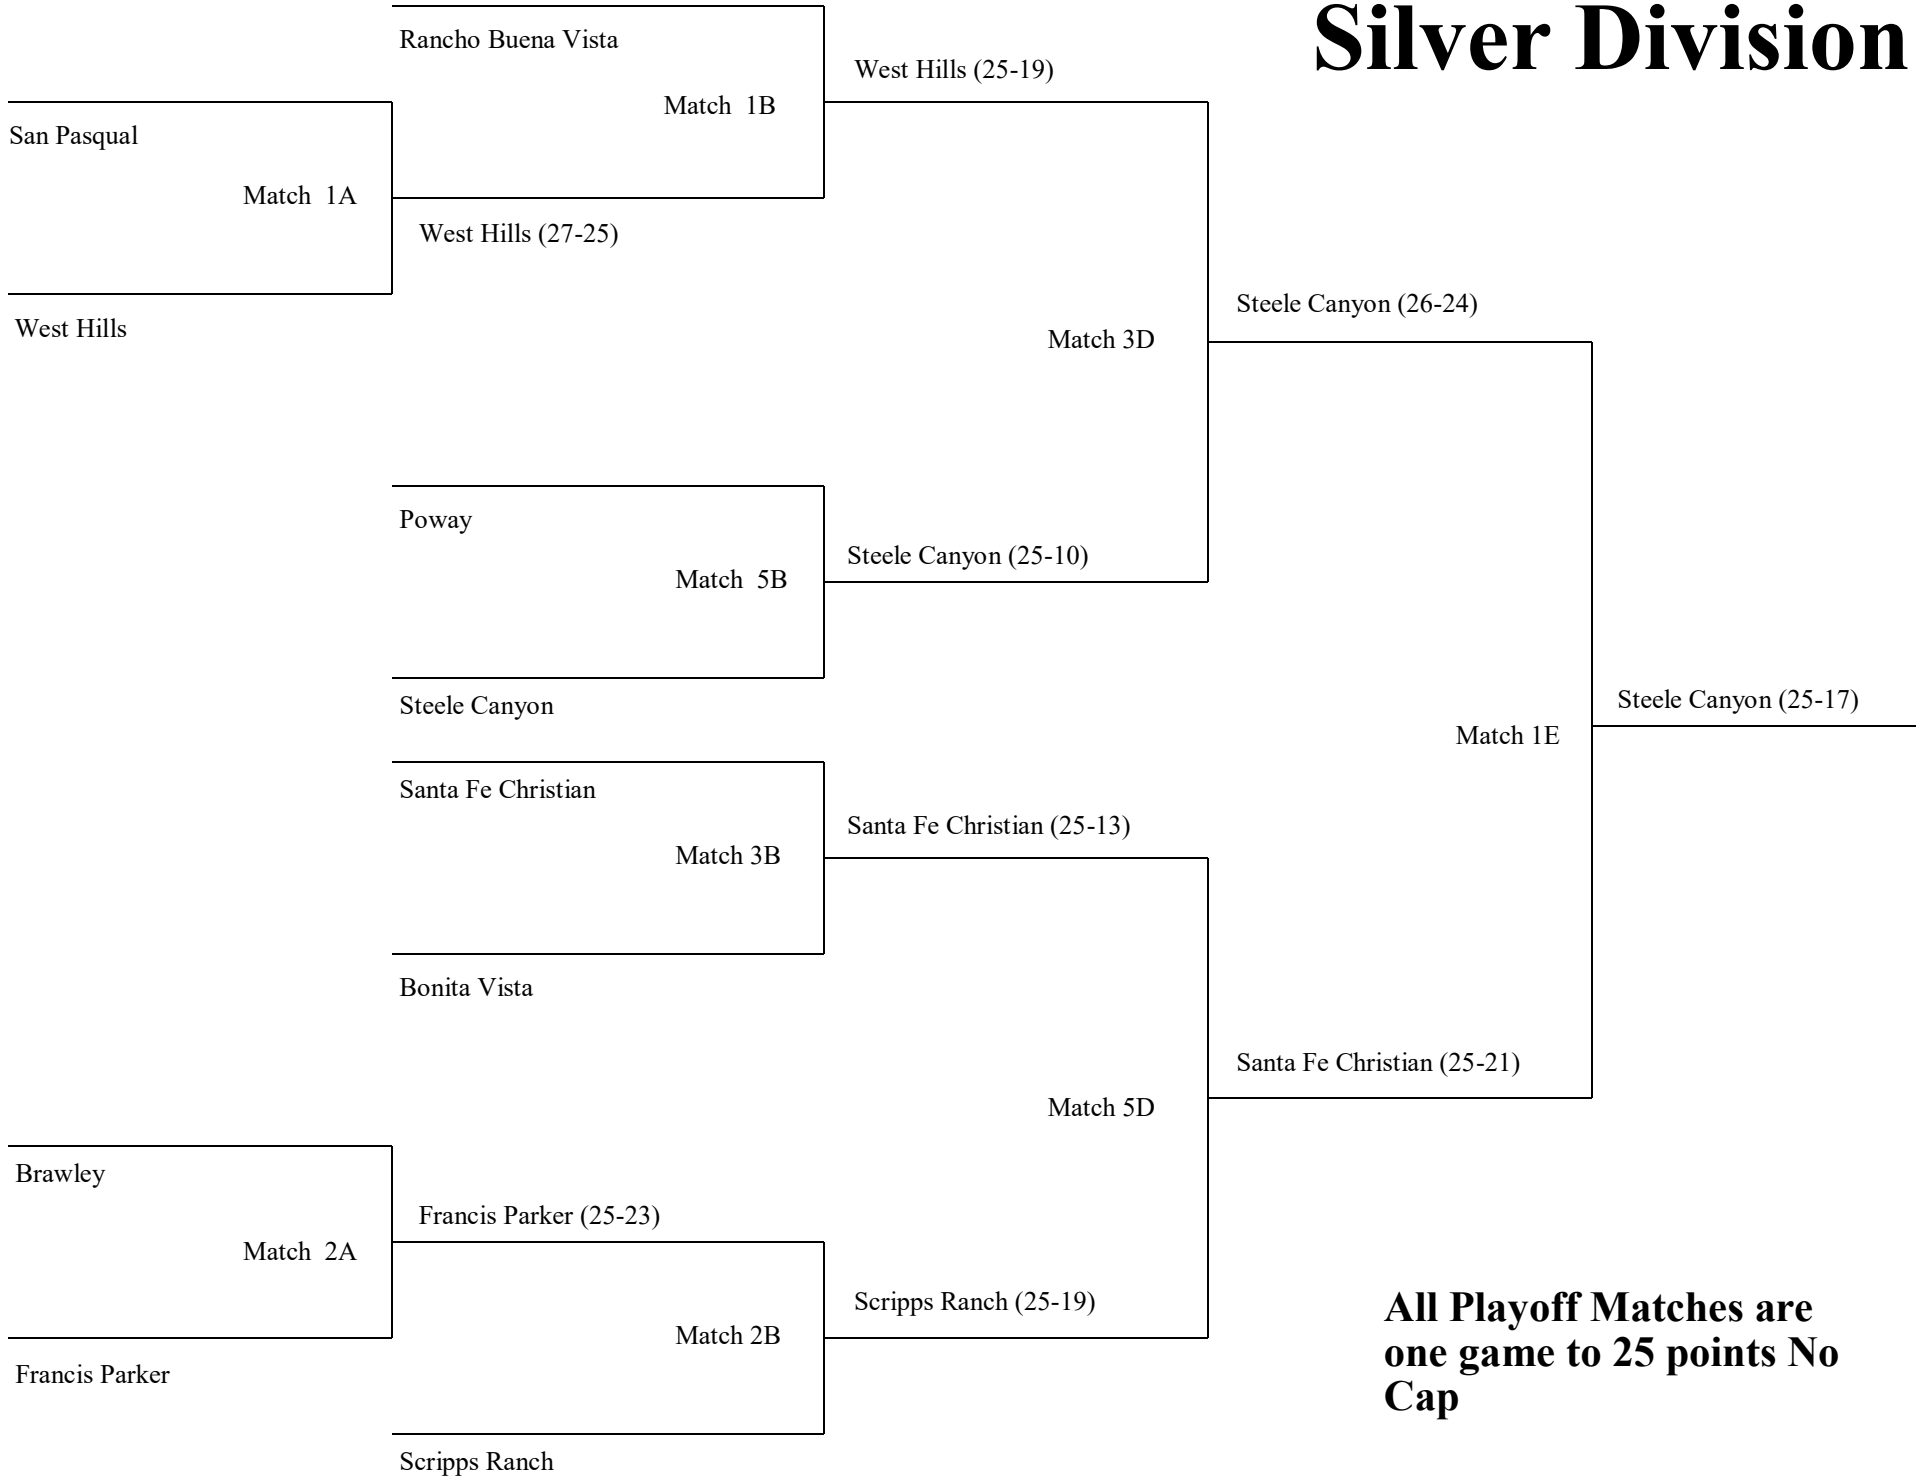 Silver Division
Rancho Buena Vista
West Hills (25-19)
Match  1B
San Pasqual
Match  1A
West Hills (27-25)
Steele Canyon (26-24)
West Hills
Match 3D
Poway
Steele Canyon (25-10)
Match  5B
Steele Canyon
Steele Canyon (25-17)
Match 1E
Santa Fe Christian
Santa Fe Christian (25-13)
Match 3B
Bonita Vista
Santa Fe Christian (25-21)
Match 5D
Brawley
Francis Parker (25-23)
Match  2A
Scripps Ranch (25-19)
Match 2B
Francis Parker
Scripps Ranch
All Playoff Matches are
one game to 25 points No
Cap